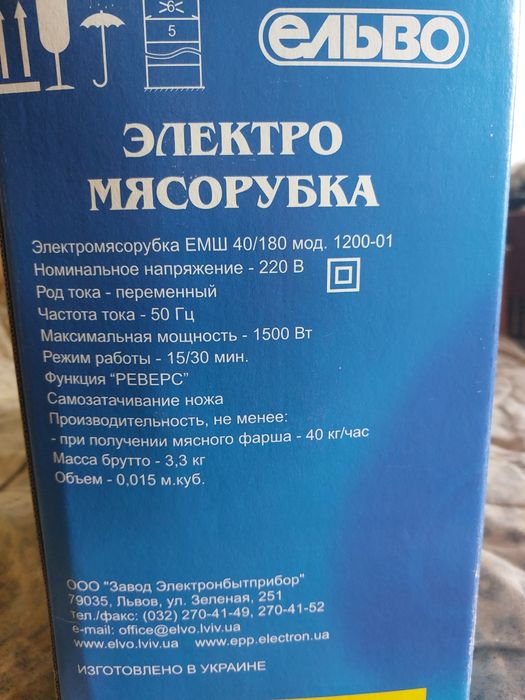 >6<
5
ЕЛЬВО
ЭЛЕКТРО
МЯСОРУБКА
Электромясорубка ЕМШ 40/180 мод. 1200-01
Номинальное напряжение - 220 В
Род тока - переменный
Частота тока - 50 Гц
Максимальная мощность - 1500 Вт
Режим работы - 15/30 мин.
Функция "РЕВЕРС"
Самозатачивание ножа
Производительность, не менее:
- при получении мясного фарша - 40 кг/час
Масса брутто - 3,3 кг
Объем - 0,015 м.куб.
ООО "Завод Электронбытприбор"
79035, Львов, ул. Зеленая, 251
тел./факс: (032) 270-41-49, 270-41-52
e-mail: office@elvo.lviv.ua
www.elvo.lviv.ua, www.epp.electron.ua
ИЗГОТОВЛЕНО В УКРАИНЕ